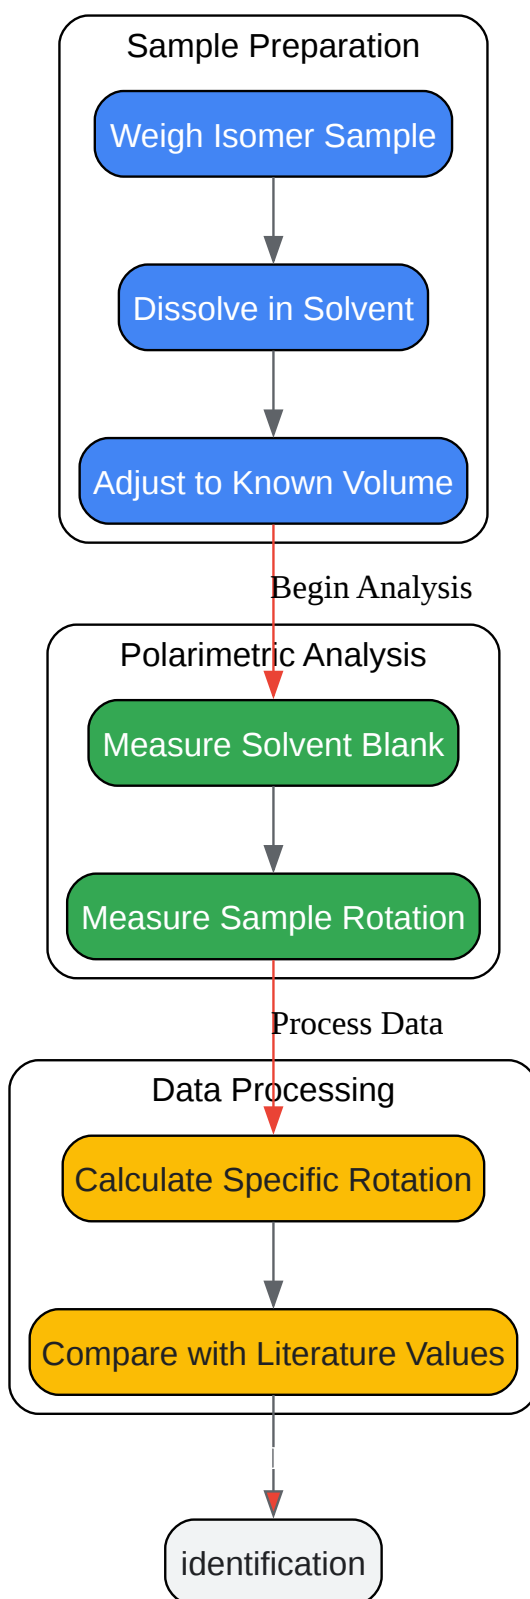 Sample Preparation
Weigh Isomer Sample
Dissolve in Solvent
Adjust to Known Volume
Begin Analysis
Polarimetric Analysis
Measure Solvent Blank
Measure Sample Rotation
Process Data
Data Processing
Calculate Specific Rotation
Compare with Literature Values
identification